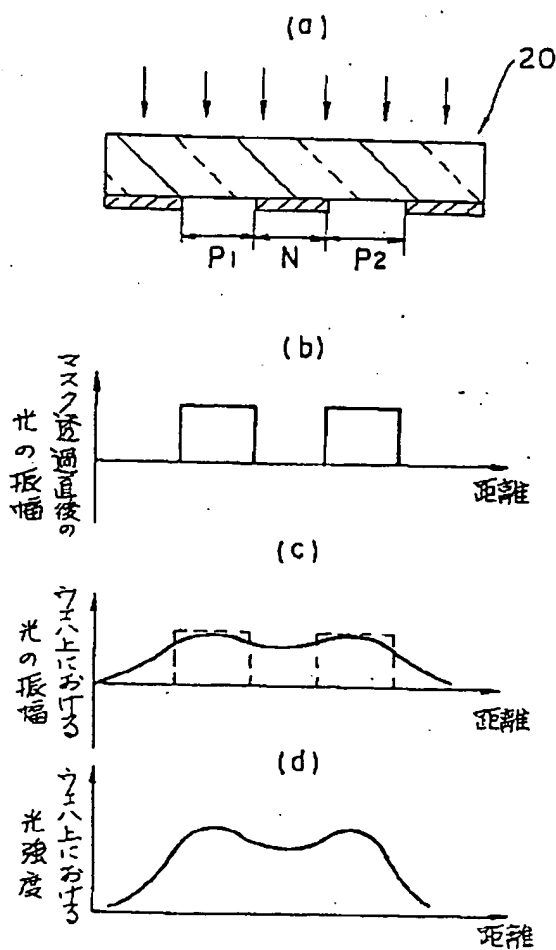 (a)
20
P1 N P2
(b)
マスク透過直後の
光の振幅
距離
(c)
ウエハ上における
光の振幅
距離
(d)
ウエハ上における
光強度
距離